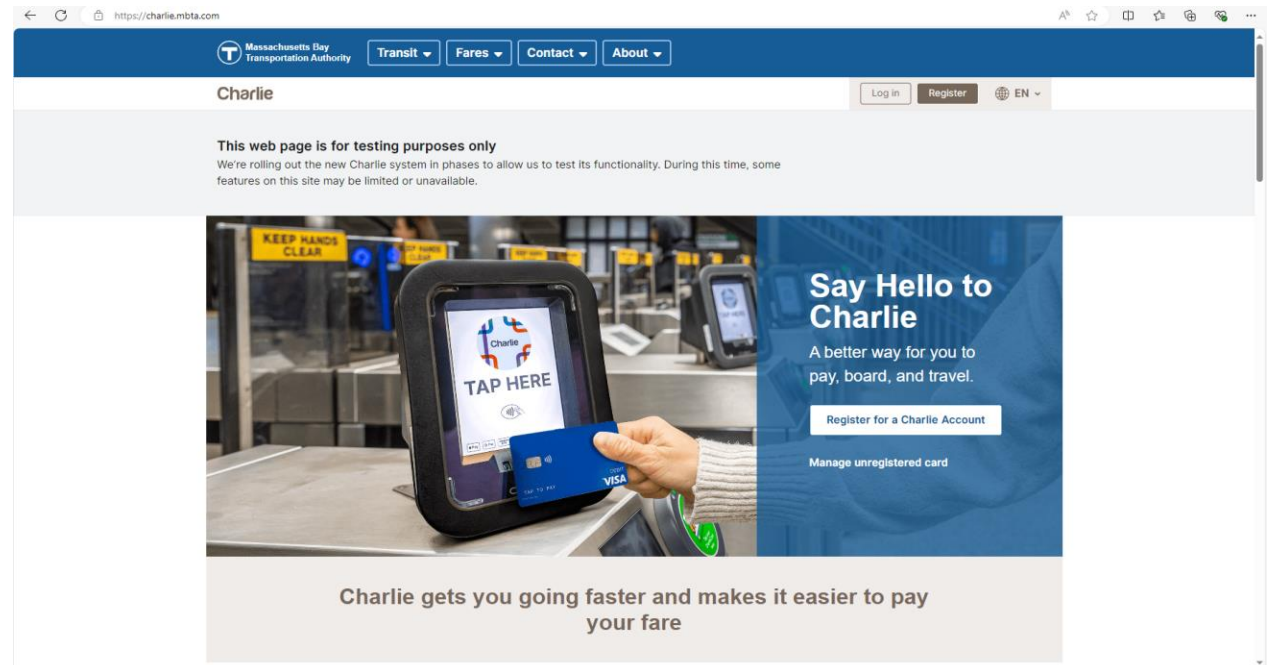 https://charlie.mbta.com
Massachusetts Bay
Transportation Authority
Transit
Fares
Contact
About
Charlie
Log in
Register
EN
This web page is for testing purposes only
We're rolling out the new Charlie system in phases to allow us to test its functionality. During this time, some
features on this site may be limited or unavailable.
KEEP HANDS
CLEAR
Charlie
TAP HERE
TAP TO PAY
DEBIT
VISA
Say Hello to
Charlie
A better way for you to
pay, board, and travel.
Register for a Charlie Account
Manage unregistered card
Charlie gets you going faster and makes it easier to pay
your fare